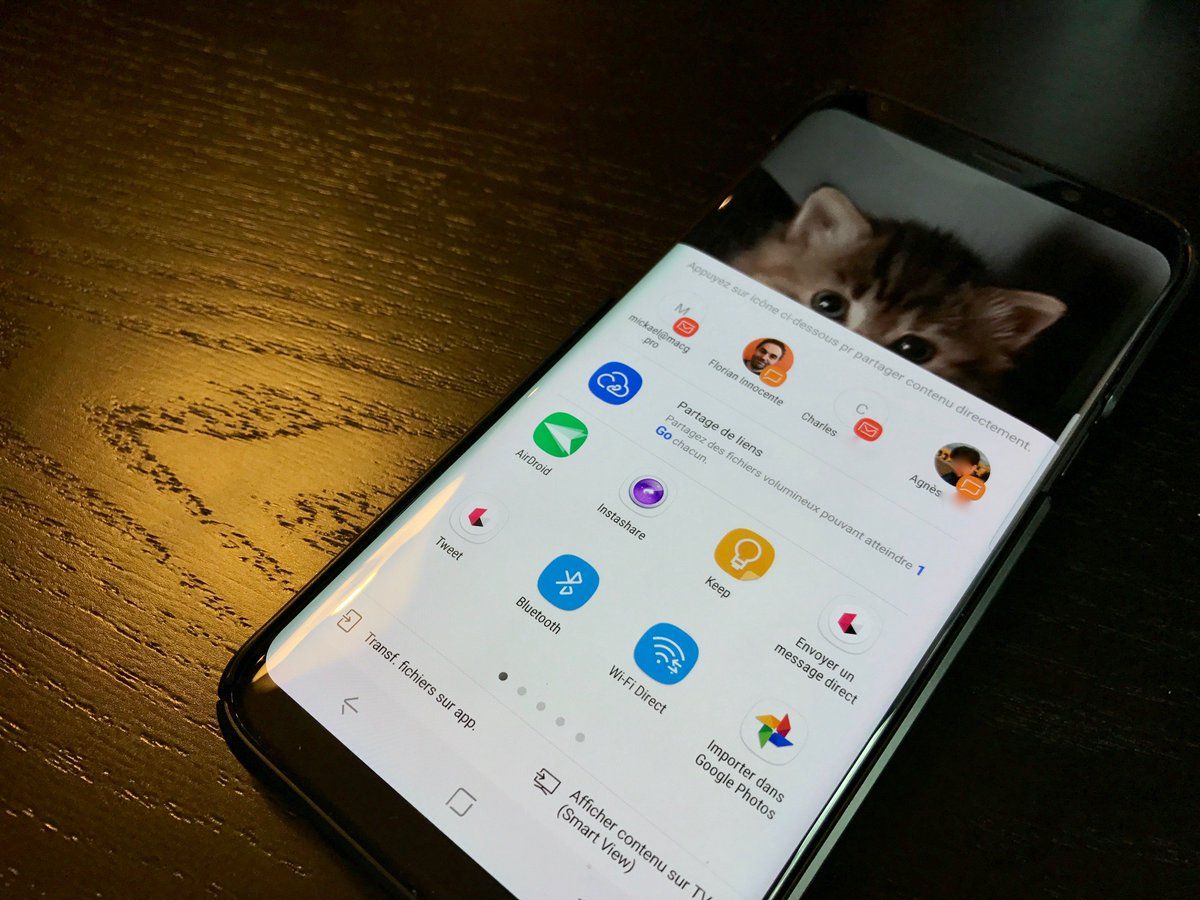 Appuyez sur icône ci-dessous pr partager contenu directement.
M
mickael@macg
.pro
Florian Innocente
C
Charles
Agnès
Partage de liens
Partagez des fichiers volumineux pouvant atteindre 1
Go chacun.
AirDroid
Instashare
Keep
Envoyer un
message direct
Tweet
Bluetooth
Wi-Fi Direct
Importer dans
Google Photos
Transf. fichiers sur app.
Afficher contenu sur TV
(Smart View)